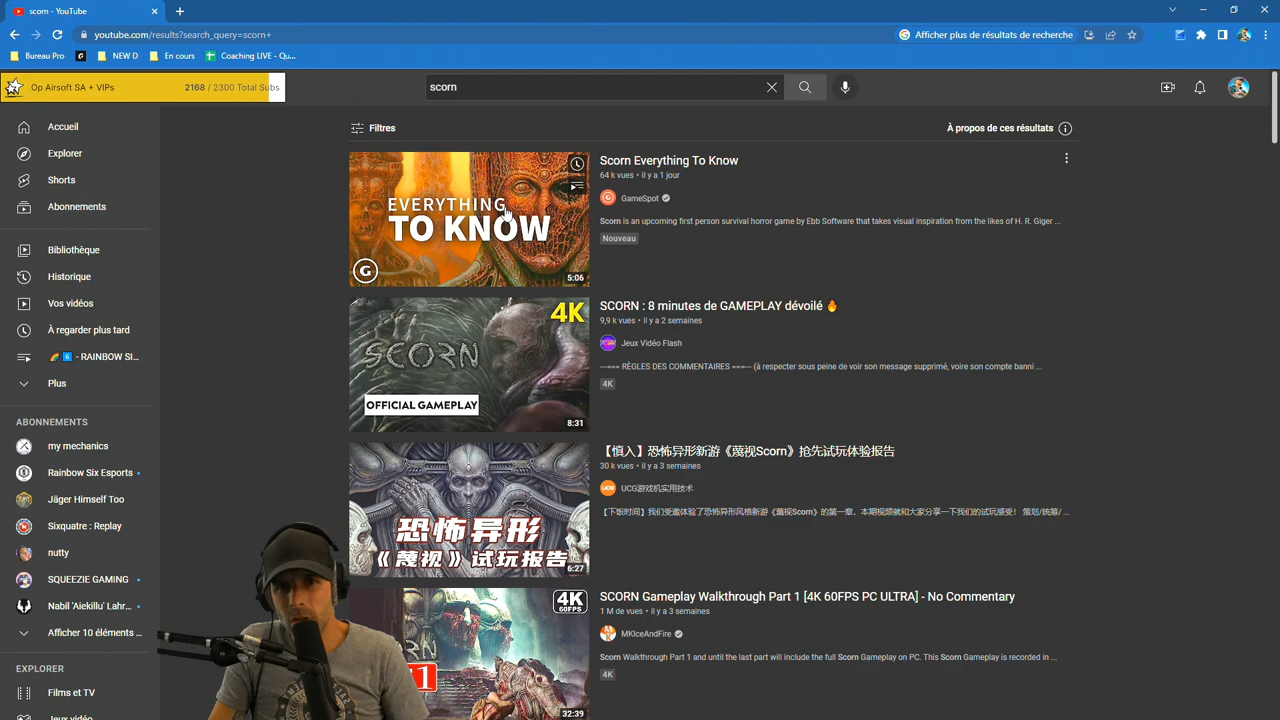 scorn - YouTube
youtube.com/results?search_query=scorn+
Afficher plus de résultats de recherche
Bureau Pro
NEW D
En cours
Coaching LIVE - Qu...
Op Airsoft SA + VIPs
2168 / 2300 Total Subs
scorn
Accueil
Explorer
Shorts
Abonnements
Bibliothèque
Historique
Vos vidéos
À regarder plus tard
6 - RAINBOW SI...
Plus
ABONNEMENTS
my mechanics
Rainbow Six Esports
Jäger Himself Too
Sixquatre : Replay
nutty
SQUEEZIE GAMING
Nabil 'Aiekillu' Lahr...
Afficher 10 éléments ...
EXPLORER
Films et TV
Jeux vidéo
Filtres
À propos de ces résultats
EVERYTHING
TO KNOW
G
5:06
Scorn Everything To Know
64 k vues • il y a 1 jour
GameSpot
Scorn is an upcoming first person survival horror game by Ebb Software that takes visual inspiration from the likes of H. R. Giger ...
Nouveau
4K
SCORN
OFFICIAL GAMEPLAY
8:31
SCORN : 8 minutes de GAMEPLAY dévoilé
9,9 k vues • il y a 2 semaines
Jeux Vidéo Flash
---=== RÈGLES DES COMMENTAIRES ===--- (à respecter sous peine de voir son message supprimé, voire son compte banni ...
4K
恐怖异形
《蔑视》试玩报告
6:27
【慎入】恐怖异形新游《蔑视Scorn》抢先试玩体验报告
30 k vues • il y a 3 semaines
UCG
UCG游戏机实用技术
【下饭时间】我们受邀体验了恐怖异形风格新游《蔑视Scorn》的第一章，本期视频就和大家分享一下我们的试玩感受！ 策划/统筹/ ...
4K
60FPS
32:39
SCORN Gameplay Walkthrough Part 1 [4K 60FPS PC ULTRA] - No Commentary
1 M de vues • il y a 3 semaines
MKIceAndFire
Scorn Walkthrough Part 1 and until the last part will include the full Scorn Gameplay on PC. This Scorn Gameplay is recorded in ...
4K